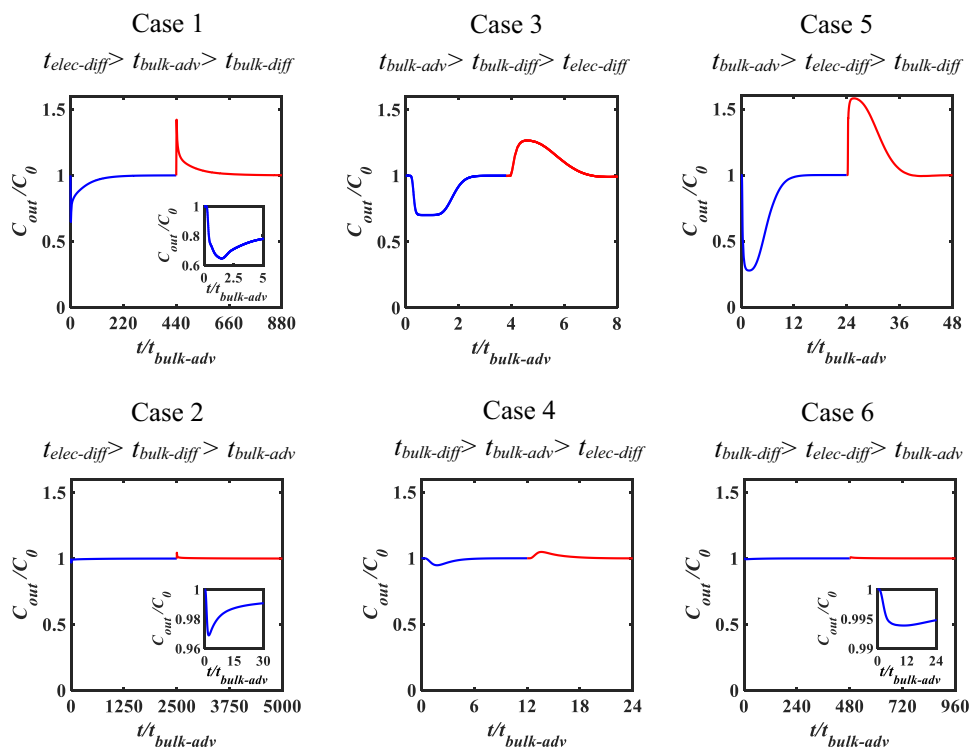 Case 1
t_elec-diff > t_bulk-adv > t_bulk-diff
1.5
1
0.5
0
C_out/C_0
0 220 440 660 880
t/t_bulk-adv
1
0.8
0.6
C_out/C_0
0 2.5 5
t/t_bulk-adv
Case 3
t_bulk-adv > t_bulk-diff > t_elec-diff
1.5
1
0.5
0
C_out/C_0
0 2 4 6 8
t/t_bulk-adv
Case 5
t_bulk-adv > t_elec-diff > t_bulk-diff
1.5
1
0.5
0
C_out/C_0
0 12 24 36 48
t/t_bulk-adv
Case 2
t_elec-diff > t_bulk-diff > t_bulk-adv
1.5
1
0.5
0
C_out/C_0
0 1250 2500 3750 5000
t/t_bulk-adv
1
0.98
0.96
C_out/C_0
0 15 30
t/t_bulk-adv
Case 4
t_bulk-diff > t_bulk-adv > t_elec-diff
1.5
1
0.5
0
C_out/C_0
0 6 12 18 24
t/t_bulk-adv
Case 6
t_bulk-diff > t_elec-diff > t_bulk-adv
1.5
1
0.5
0
C_out/C_0
0 240 480 720 960
t/t_bulk-adv
1
0.995
0.99
C_out/C_0
0 12 24
t/t_bulk-adv